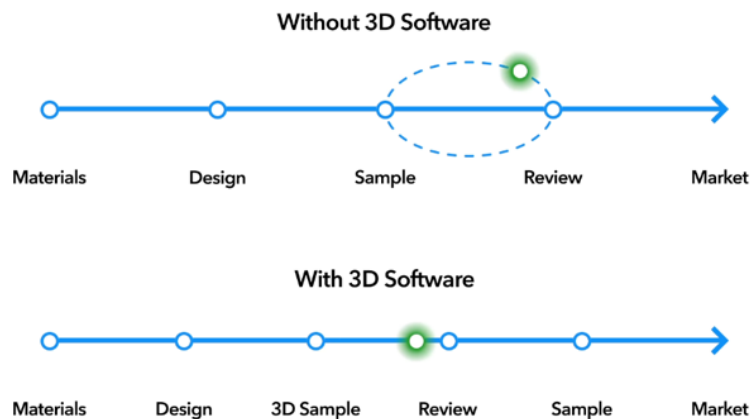 Without 3D Software
Materials Design Sample Review Market
With 3D Software
Materials Design 3D Sample Review Sample Market